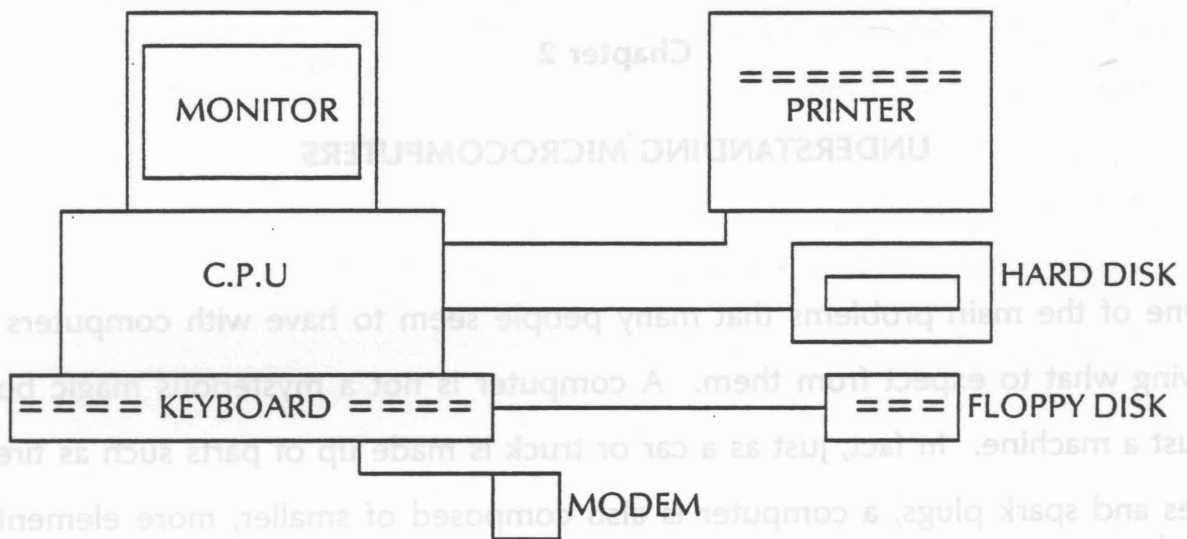 Chapter 2
MONITOR
= = = = = = =
PRINTER
UNDERSTANDING MICROCOMPUTERS
C.P.U
HARD DISK
One of the main problems that many people seem to have with computers
ving what to expect from them. A computer is not a mysterious magic bo
= = = = KEYBOARD = = = =
= = = FLOPPY DISK
ust a machine. In fact, just as a car or truck is made up of parts such as tire
MODEM
es and spark plugs, a computer is also composed of smaller, more element